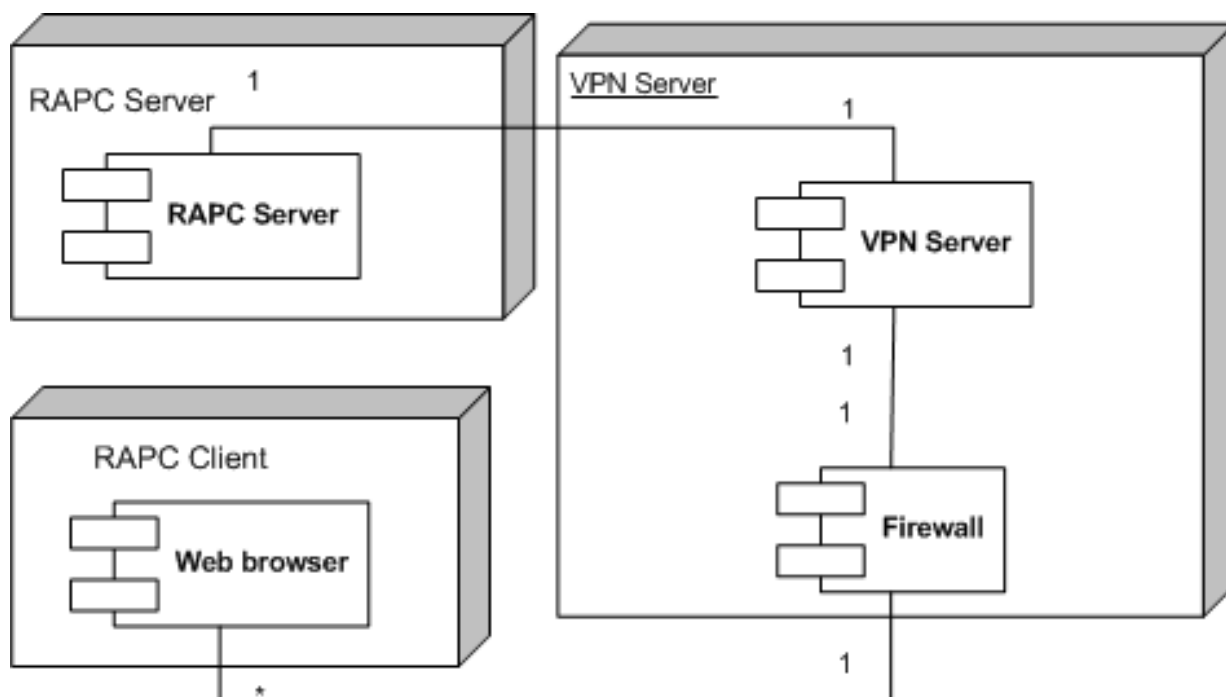 RAPC Server
1
RAPC Server
VPN Server
1
VPN Server
1
1
Firewall
1
RAPC Client
Web browser
*